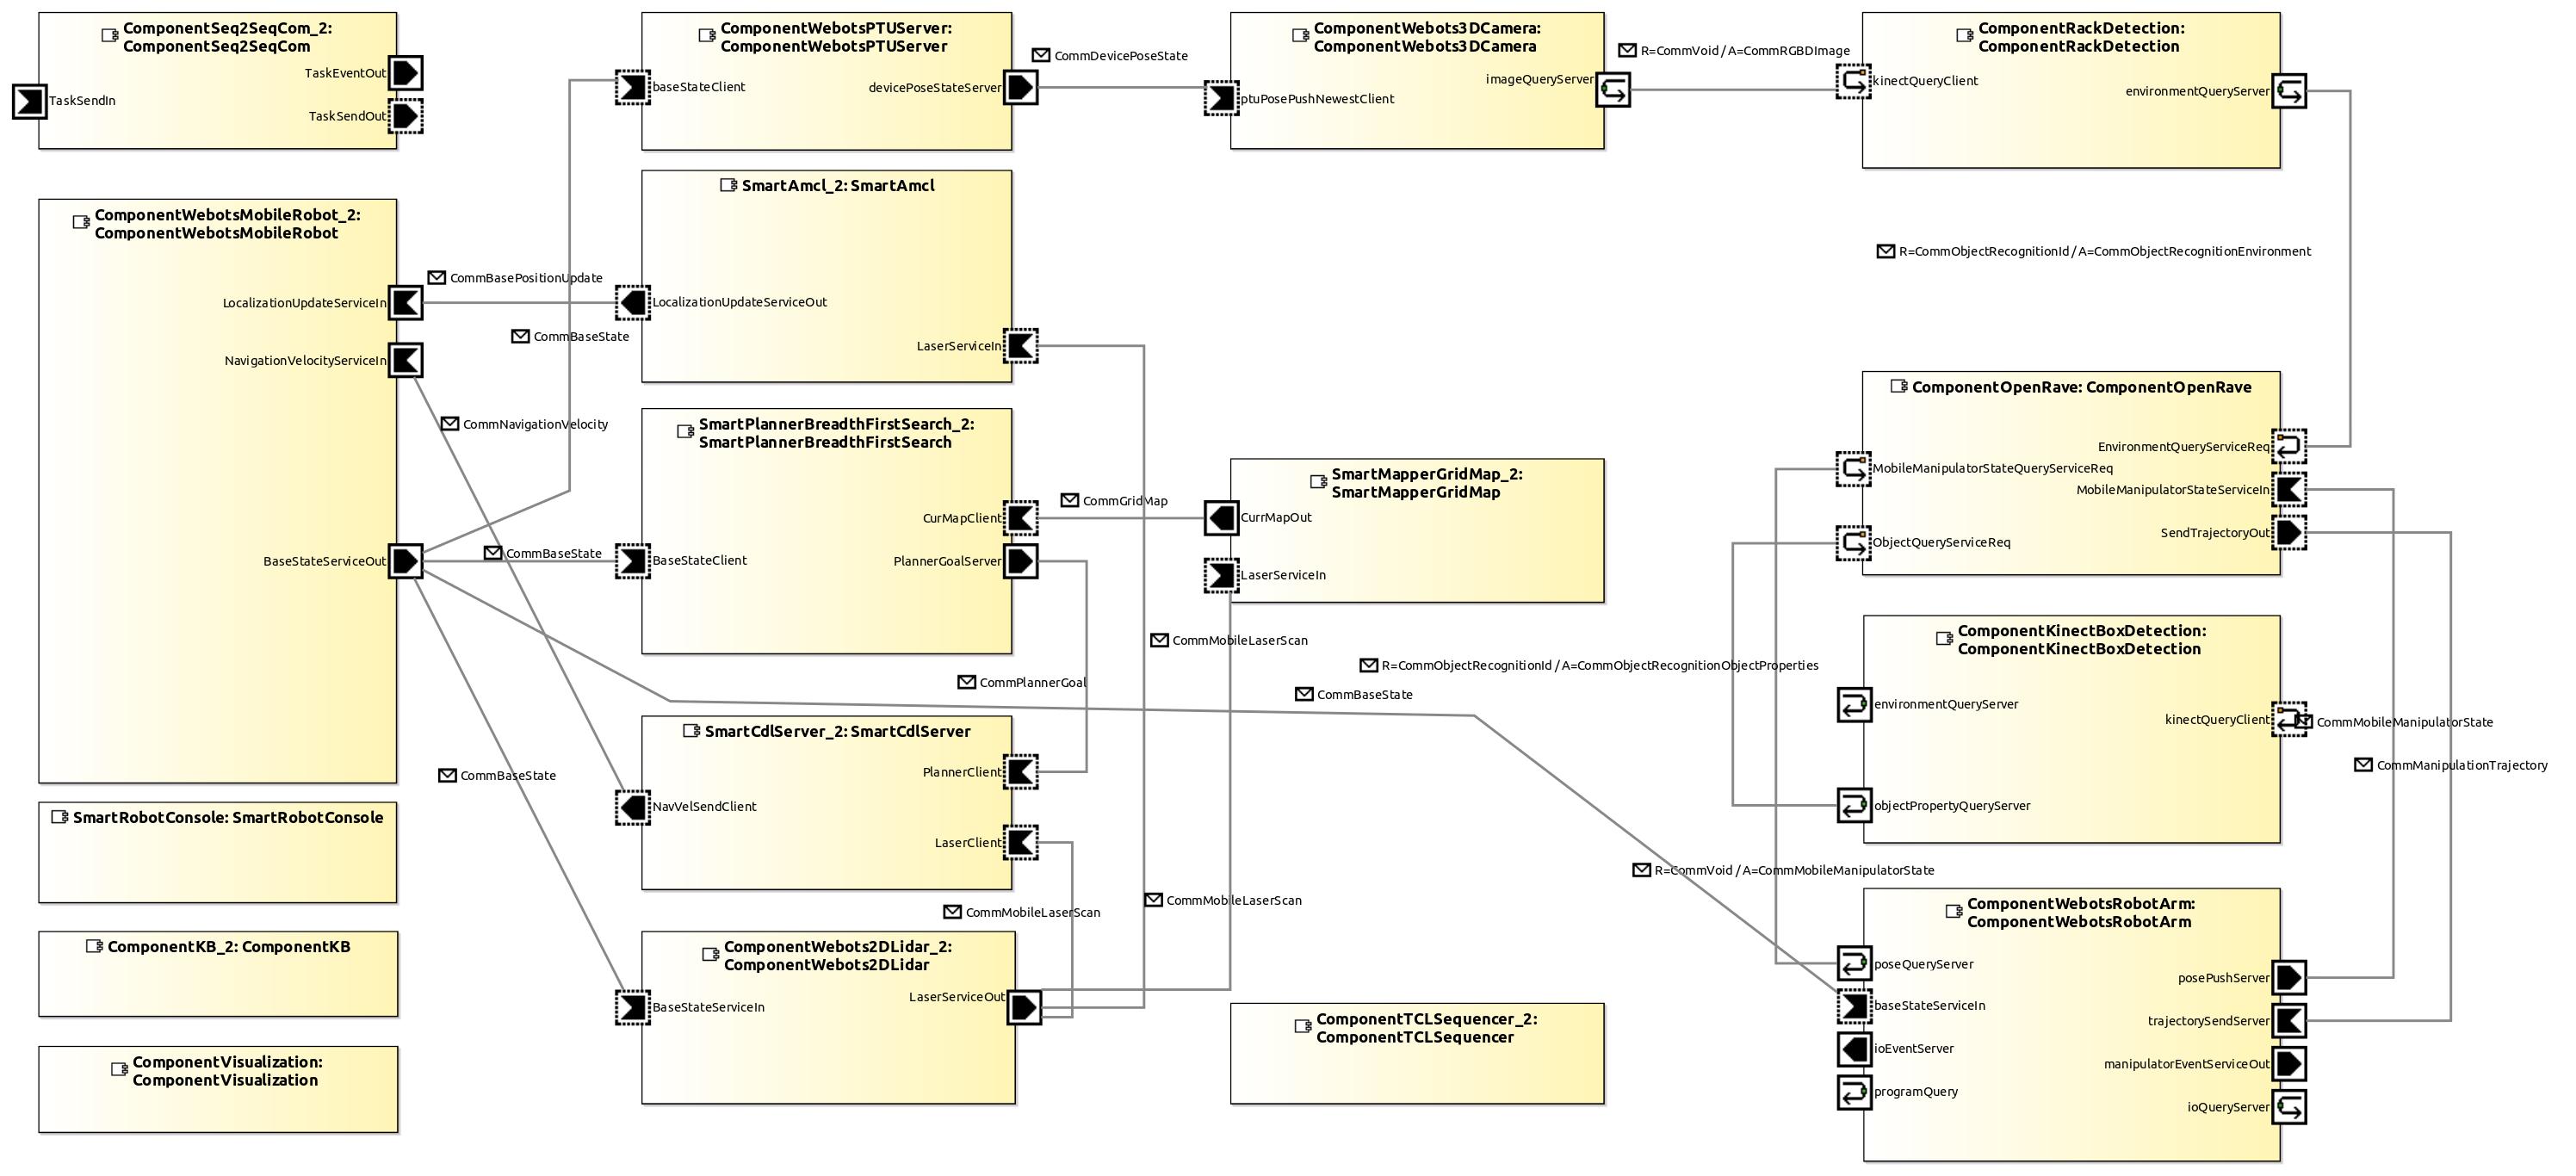 ComponentSeq2SeqCom_2:
ComponentSeq2SeqCom
TaskEventOut
TaskSendIn
TaskSendOut
ComponentWebotsPTUServer:
ComponentWebotsPTUServer
baseStateClient
devicePoseStateServer
CommDevicePoseState
ComponentWebots3DCamera:
ComponentWebots3DCamera
imageQueryServer
ptuPosePushNewestClient
R=CommVoid / A=CommRGBDImage
ComponentRackDetection:
ComponentRackDetection
kinectQueryClient
environmentQueryServer
ComponentWebotsMobileRobot_2:
ComponentWebotsMobileRobot
LocalizationUpdateServiceIn
NavigationVelocityServiceIn
BaseStateServiceOut
CommBasePositionUpdate
CommBaseState
CommNavigationVelocity
CommBaseState
CommBaseState
SmartAmcl_2: SmartAmcl
LocalizationUpdateServiceOut
LaserServiceIn
R=CommObjectRecognitionId / A=CommObjectRecognitionEnvironment
SmartPlannerBreadthFirstSearch_2:
SmartPlannerBreadthFirstSearch
CurMapClient
BaseStateClient
PlannerGoalServer
CommGridMap
SmartMapperGridMap_2:
SmartMapperGridMap
CurrMapOut
LaserServiceIn
ComponentOpenRave: ComponentOpenRave
EnvironmentQueryServiceReq
MobileManipulatorStateQueryServiceReq
MobileManipulatorStateServiceIn
SendTrajectoryOut
ObjectQueryServiceReq
CommMobileLaserScan
R=CommObjectRecognitionId / A=CommObjectRecognitionObjectProperties
CommPlannerGoal
CommBaseState
ComponentKinectBoxDetection:
ComponentKinectBoxDetection
environmentQueryServer
kinectQueryClient
CommMobileManipulatorState
CommManipulationTrajectory
objectPropertyQueryServer
SmartCdlServer_2: SmartCdlServer
PlannerClient
NavVelSendClient
LaserClient
SmartRobotConsole: SmartRobotConsole
R=CommVoid / A=CommMobileManipulatorState
CommMobileLaserScan
CommMobileLaserScan
ComponentKB_2: ComponentKB
ComponentWebots2DLidar_2:
ComponentWebots2DLidar
LaserServiceOut
BaseStateServiceIn
ComponentWebotsRobotArm:
ComponentWebotsRobotArm
poseQueryServer
posePushServer
baseStateServiceIn
trajectorySendServer
ioEventServer
manipulatorEventServiceOut
programQuery
ioQueryServer
ComponentTCLSequencer_2:
ComponentTCLSequencer
ComponentVisualization:
ComponentVisualization